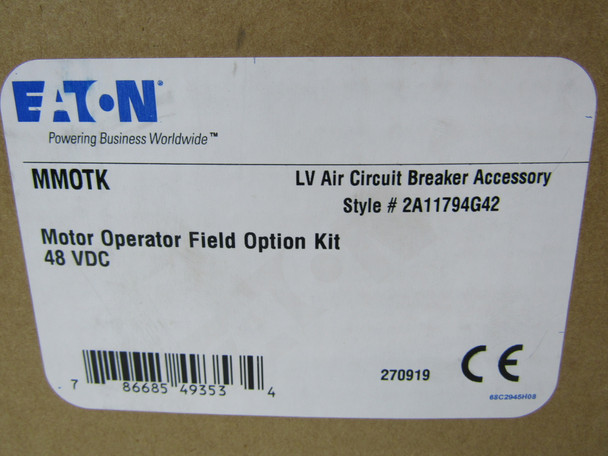 EATON
Powering Business Worldwide™
MMOTK
LV Air Circuit Breaker Accessory
Style # 2A11794G42
Motor Operator Field Option Kit
48 VDC
7 86685 49353 4
270919
CE
68C2945H08